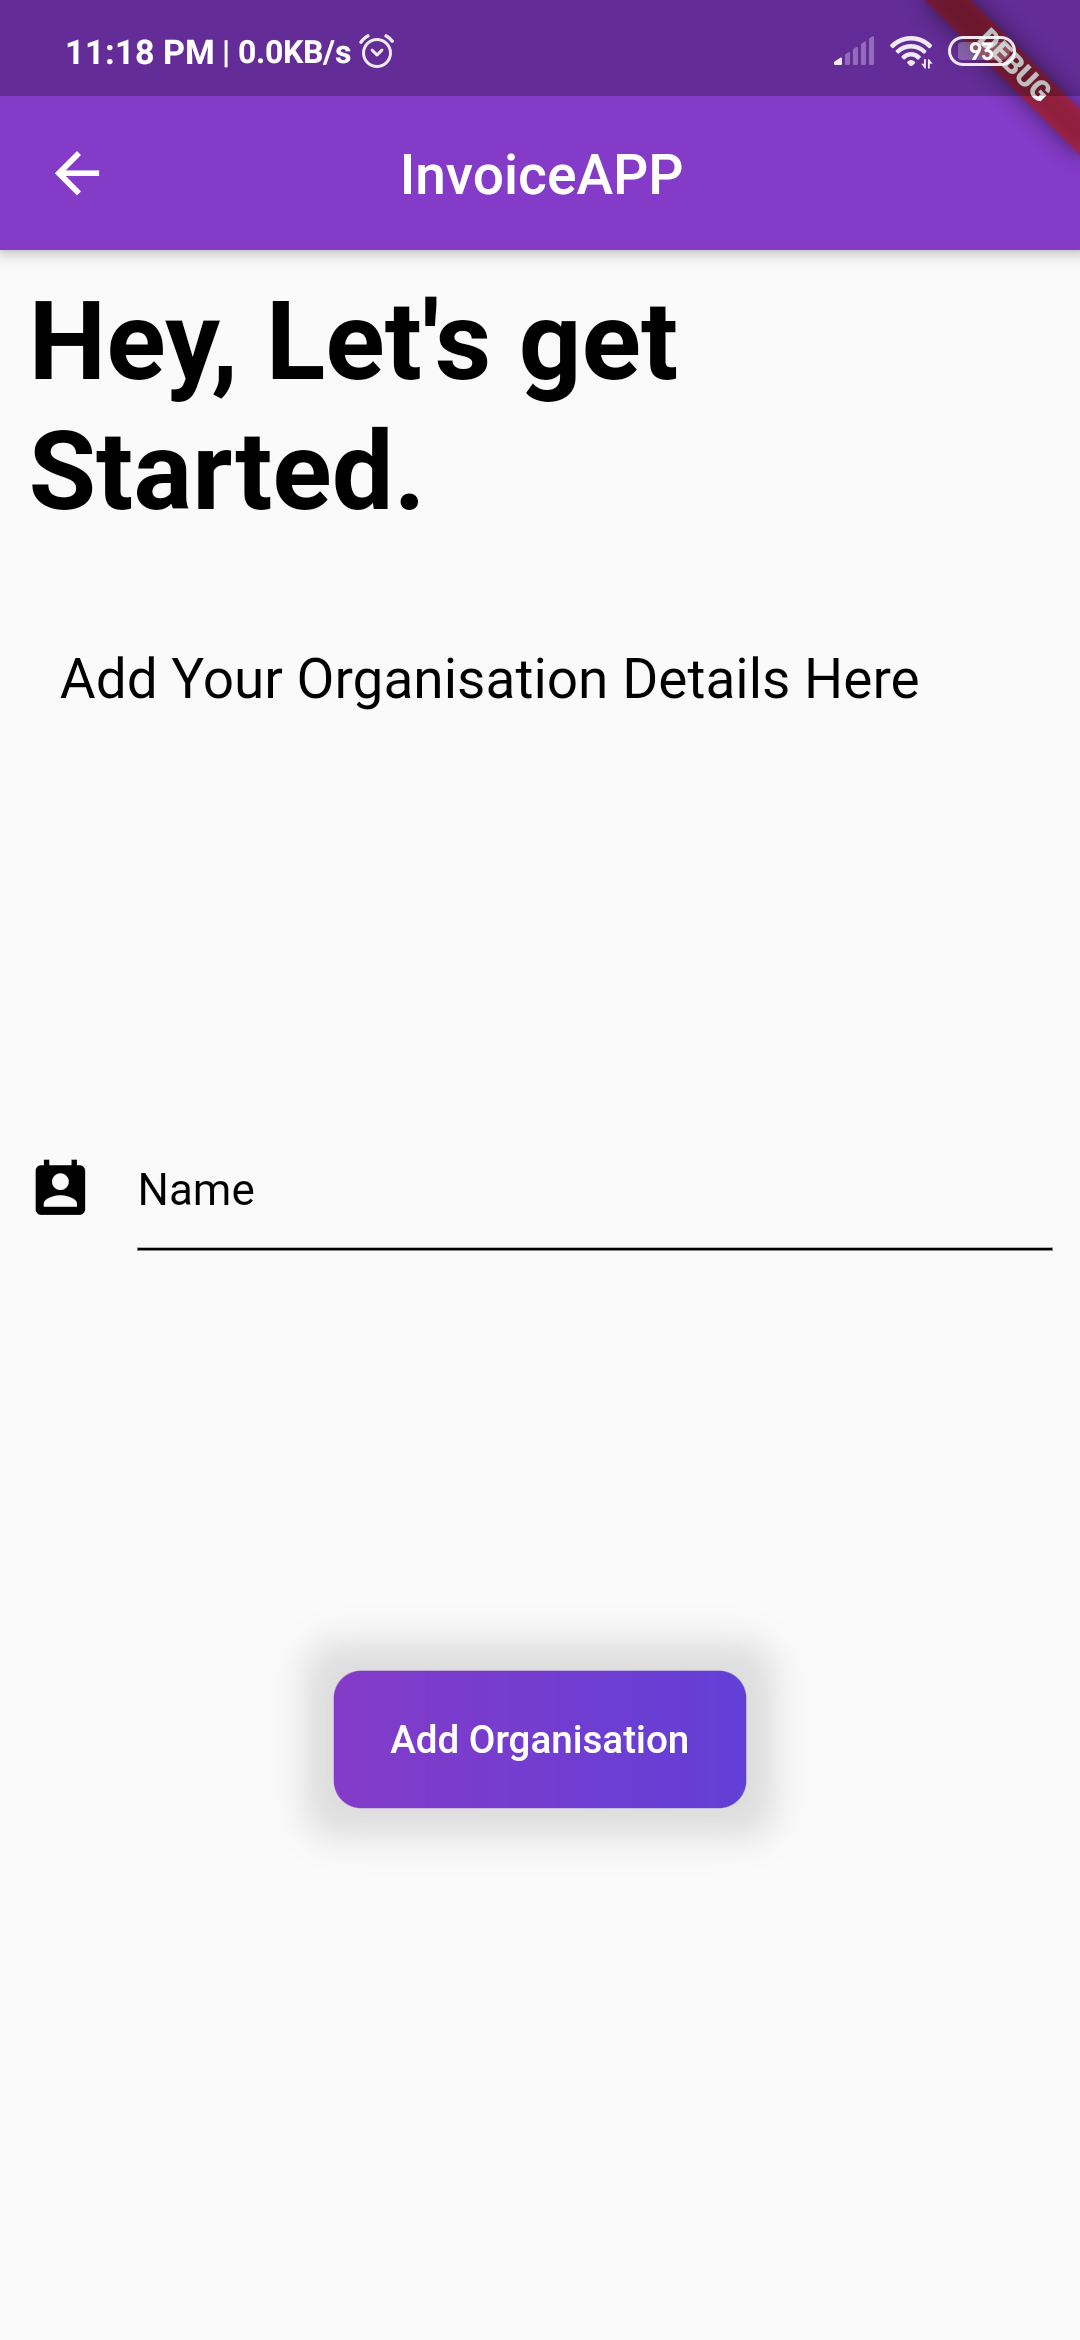 11:18 PM | 0.0KB/s
93
DEBUG
InvoiceAPP
Hey, Let's get
Started.
Add Your Organisation Details Here
Name
Add Organisation